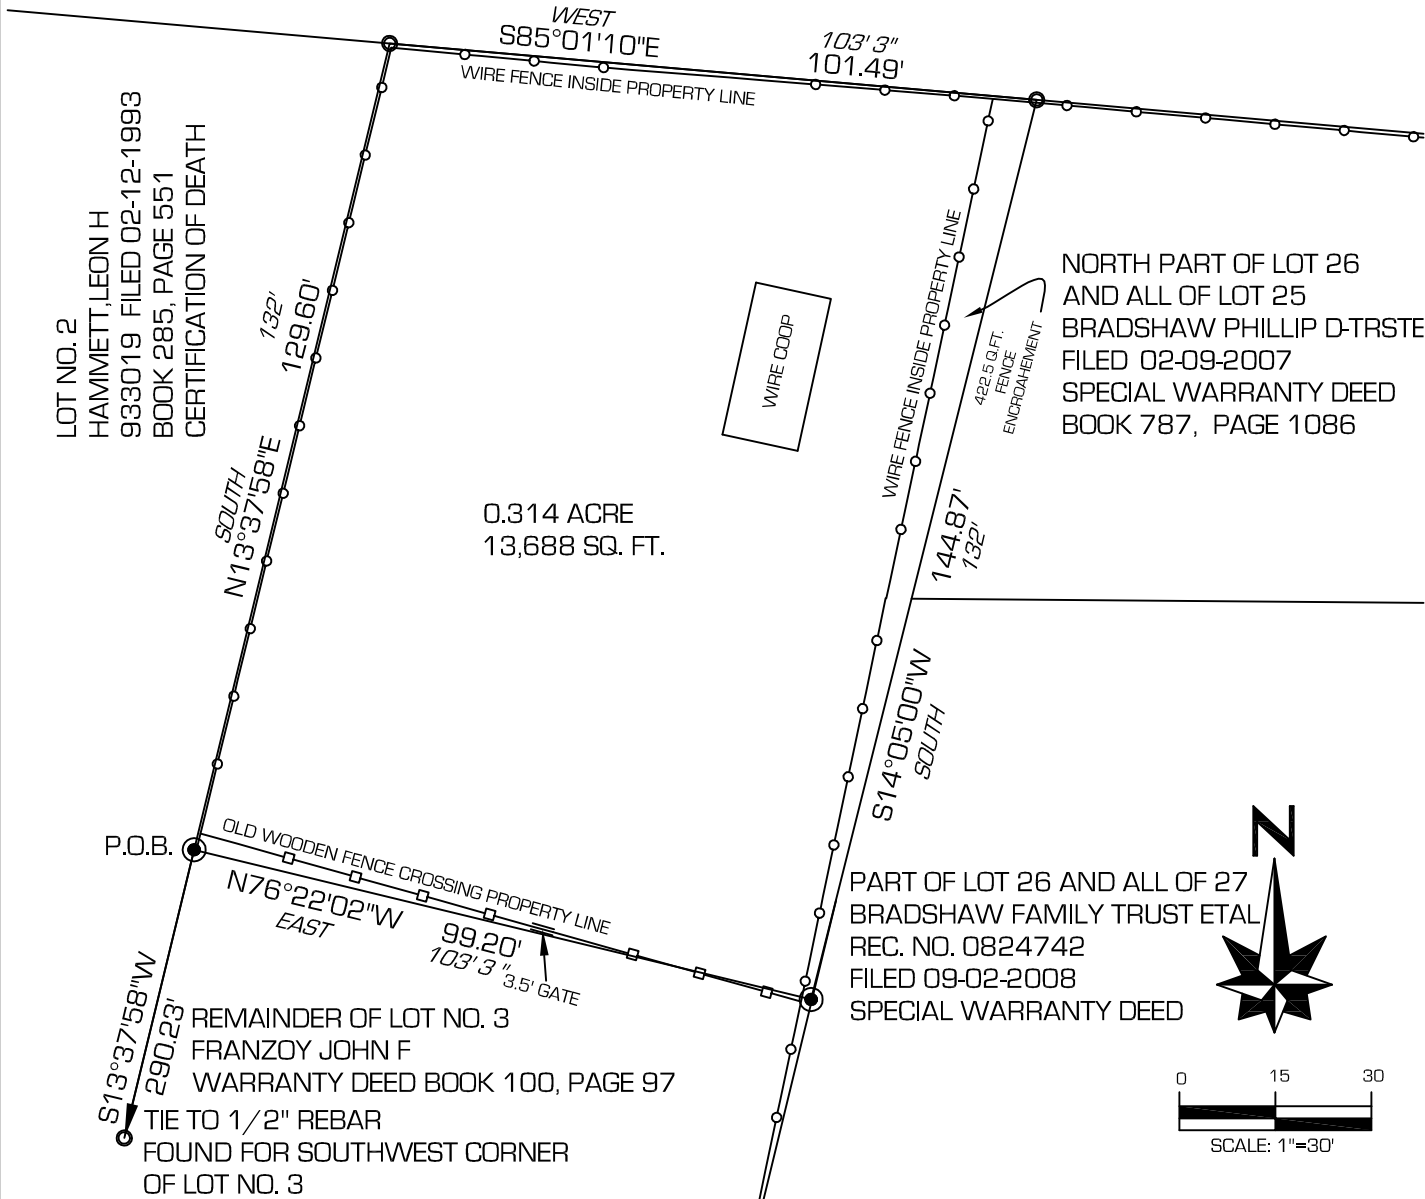 WEST
S85°01'10"E
103' 3"
101.49'
WIRE FENCE INSIDE PROPERTY LINE
LOT NO. 2
HAMMETT,LEON H
933019 FILED 02-12-1993
BOOK 285, PAGE 551
CERTIFICATION OF DEATH
132'
129.60'
SOUTH
N13°37'58"E
WIRE COOP
WIRE FENCE INSIDE PROPERTY LINE
422.5 Q.FT.
FENCE
ENCROAHEMENT
NORTH PART OF LOT 26
AND ALL OF LOT 25
BRADSHAW PHILLIP D-TRSTE
FILED 02-09-2007
SPECIAL WARRANTY DEED
BOOK 787, PAGE 1086
0.314 ACRE
13,688 SQ. FT.
144.87'
132'
S14°05'00"W
SOUTH
P.O.B.
OLD WOODEN FENCE CROSSING PROPERTY LINE
N76°22'02"W
EAST
99.20'
103' 3 "
3.5' GATE
PART OF LOT 26 AND ALL OF 27
BRADSHAW FAMILY TRUST ETAL
REC. NO. 0824742
FILED 09-02-2008
SPECIAL WARRANTY DEED
N
S13°37'58"W
290.23'
REMAINDER OF LOT NO. 3
FRANZOY JOHN F
WARRANTY DEED BOOK 100, PAGE 97
TIE TO 1/2" REBAR
FOUND FOR SOUTHWEST CORNER
OF LOT NO. 3
0 15 30
SCALE: 1"=30'